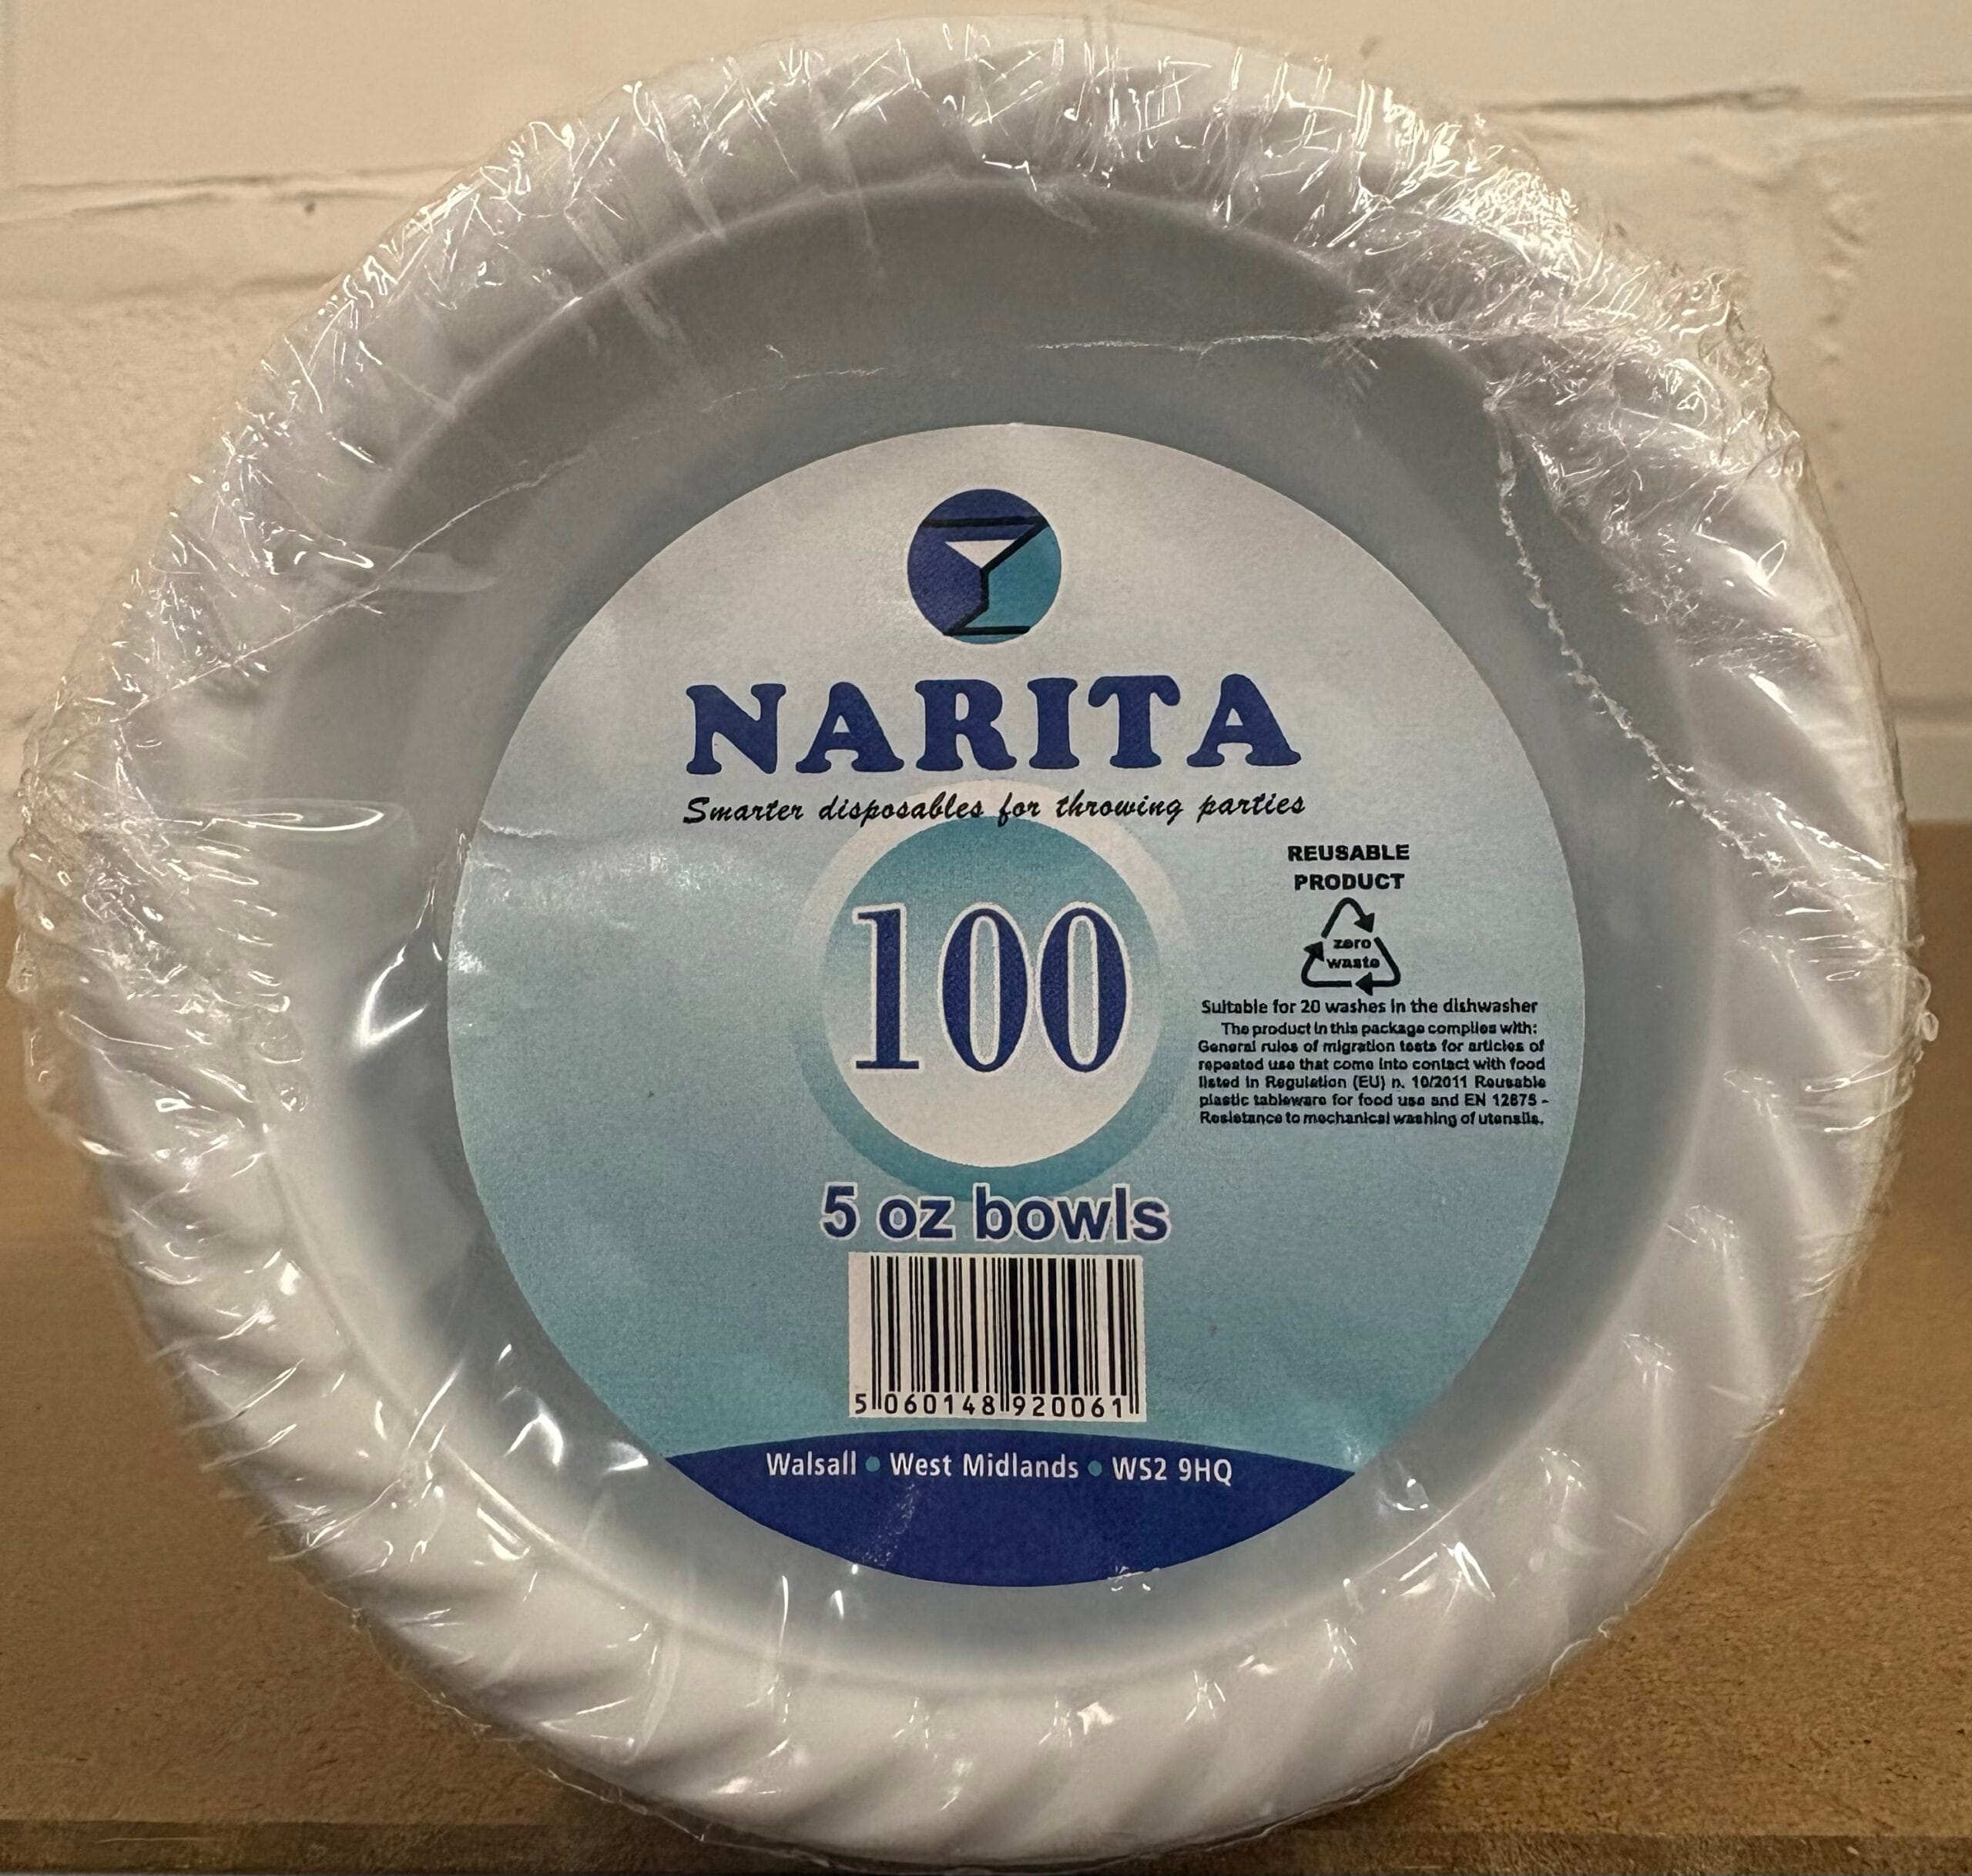 NARITA
Smarter disposables for throwing parties
100
REUSABLE
PRODUCT
zero
waste
Suitable for 20 washes in the dishwasher
The product in this package complies with:
General rules of migration tests for articles of
repeated use that come into contact with food
listed in Regulation (EU) n. 10/2011 Reusable
plastic tableware for food use and EN 12875 -
Resistance to mechanical washing of utensils.
5 oz bowls
5 060148 920061
Walsall • West Midlands • WS2 9HQ